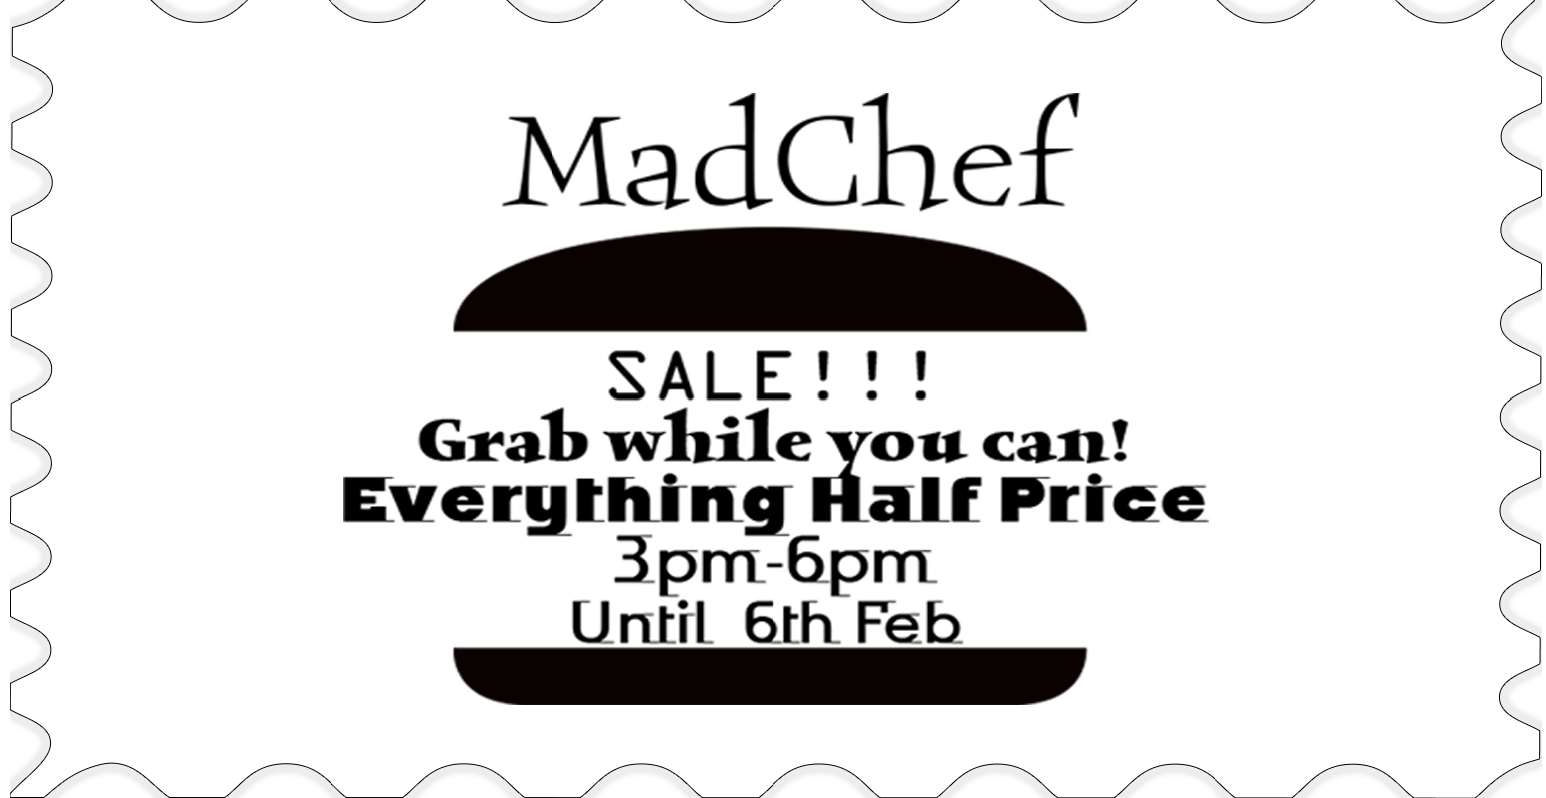 MadChef
SALE!!!
Grab while you can!
Everything Half Price
3pm-6pm
Until 6th Feb